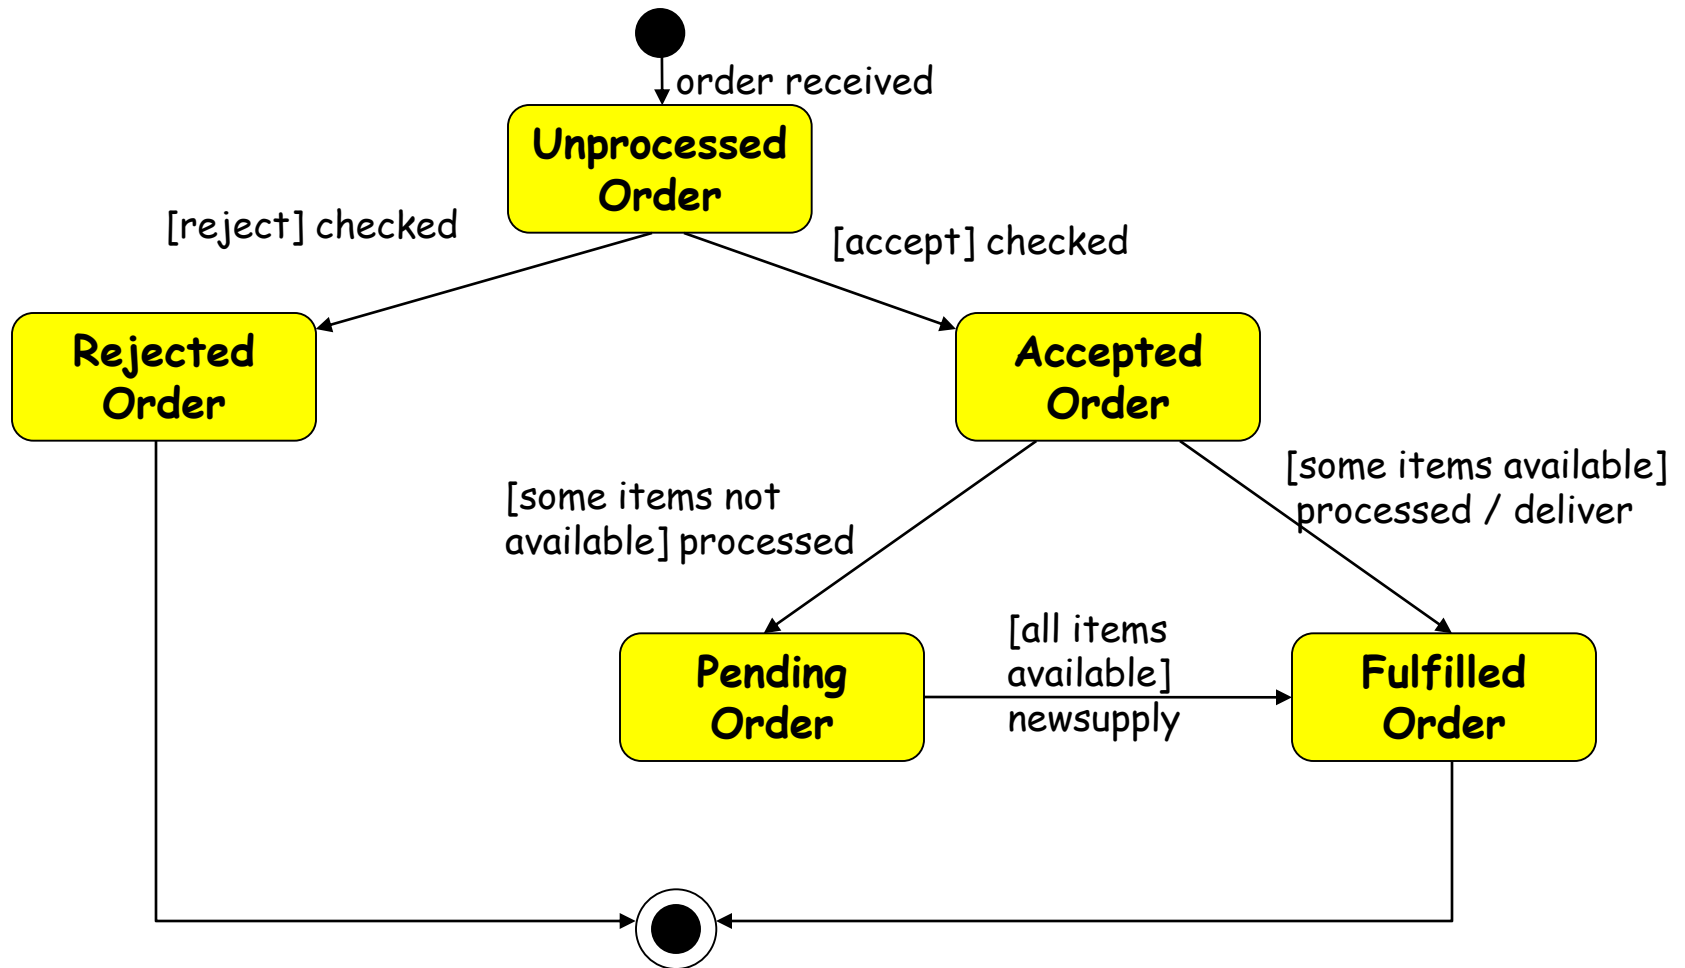 order received
Unprocessed
Order
[reject] checked
[accept] checked
Rejected
Order
Accepted
Order
[some items not
available] processed
[some items available]
processed / deliver
Pending
Order
[all items
available]
newsupply
Fulfilled
Order